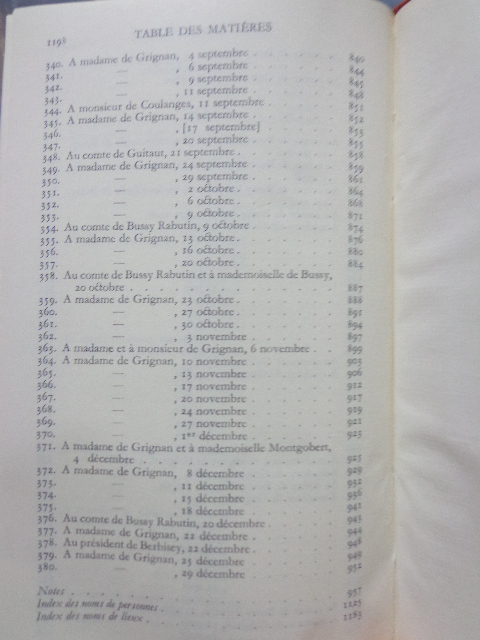 1198 TABLE DES MATIÈRES
340. A madame de Grignan, 4 septembre . . . . 840
341. — , 6 septembre . . . . 844
342. — , 9 septembre . . . . 845
343. — , 11 septembre . . . . 848
344. A monsieur de Coulanges, 11 septembre . . . . 851
345. A madame de Grignan, 14 septembre . . . . 852
346. — , [17 septembre] . . . . 853
347. — , 20 septembre . . . . 855
348. Au comte de Guitaut, 21 septembre . . . . 858
349. A madame de Grignan, 24 septembre . . . . 859
350. — , 29 septembre . . . . 861
351. — , 2 octobre . . . . 864
352. — , 6 octobre . . . . 868
353. — , 9 octobre . . . . 871
354. Au comte de Bussy Rabutin, 9 octobre . . . . 874
355. A madame de Grignan, 13 octobre . . . . 876
356. — , 16 octobre . . . . 880
357. — , 20 octobre . . . . 884
358. Au comte de Bussy Rabutin et à mademoiselle de Bussy,
20 octobre . . . . 887
359. A madame de Grignan, 23 octobre . . . . 888
360. — , 27 octobre . . . . 891
361. — , 30 octobre . . . . 894
362. — , 3 novembre . . . . 897
363. A madame et à monsieur de Grignan, 6 novembre . . 899
364. A madame de Grignan, 10 novembre . . . . 903
365. — , 13 novembre . . . . 906
366. — , 17 novembre . . . . 912
367. — , 20 novembre . . . . 917
368. — , 24 novembre . . . . 919
369. — , 27 novembre . . . . 921
370. — , 1er décembre . . . . 923
371. A madame de Grignan et à mademoiselle Montgobert,
4 décembre . . . . 925
372. A madame de Grignan, 8 décembre . . . . 929
373. — , 11 décembre . . . . 932
374. — , 15 décembre . . . . 936
375. — , 18 décembre . . . . 941
376. Au comte de Bussy Rabutin, 20 décembre . . . . 943
377. A madame de Grignan, 22 décembre . . . . 944
378. Au président de Berbisey, 22 décembre . . . . 948
379. A madame de Grignan, 25 décembre . . . . 949
380. — , 29 décembre . . . . 952
Notes . . . . 957
Index des noms de personnes . . . . 1125
Index des noms de lieux . . . . 1183